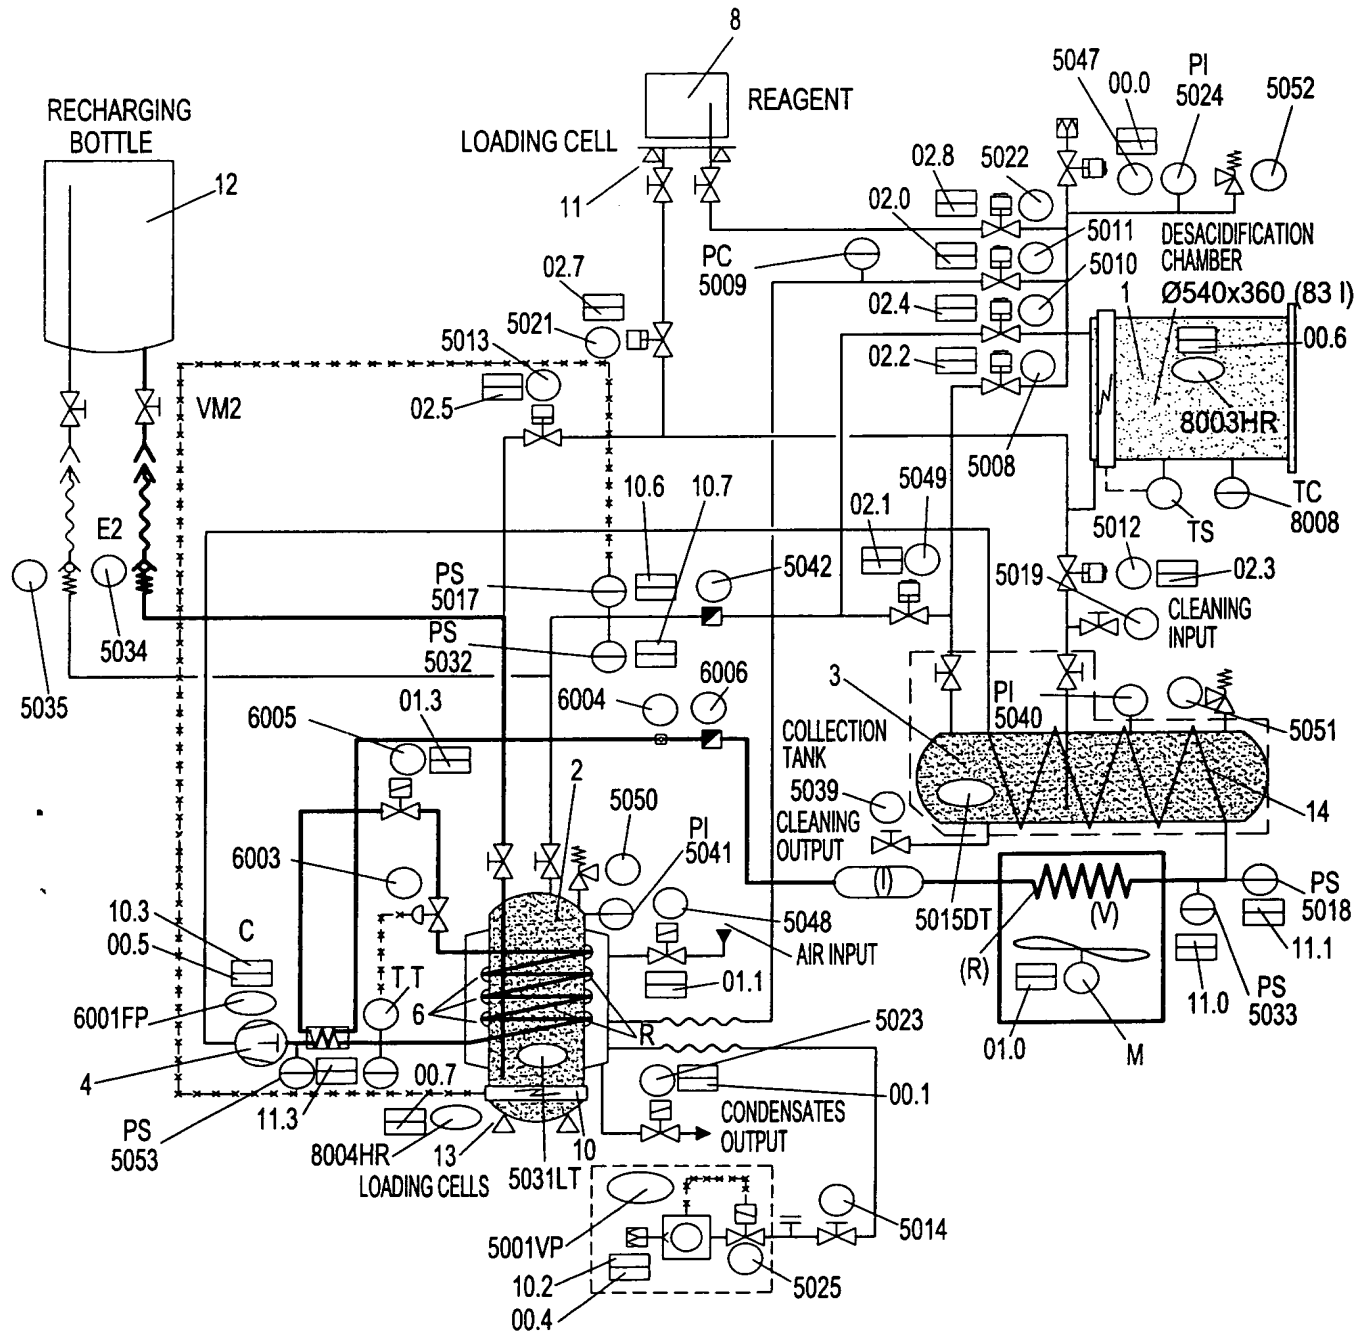 8
5047
00.0
PI
5024
5052
RECHARGING
BOTTLE
REAGENT
LOADING CELL
02.8
5022
12
11
02.0
5011
DESACIDIFICATION
CHAMBER
PC
5009
5010
1
Ø540x360 (83 l)
02.7
02.4
5021
5013
02.2
00.6
VM2
02.5
8003HR
5008
10.6
10.7
5049
TC
8008
E2
02.1
TS
5012
PS
5017
5042
5019
02.3
CLEANING
INPUT
5034
PS
5032
3
5035
6004
6006
PI
5040
01.3
6005
COLLECTION
TANK
5051
2
5039
5050
CLEANING
OUTPUT
14
PI
5041
6003
PS
5018
10.3
C
5048
5015DT
(V)
00.5
AIR INPUT
(R)
11.1
TT
01.1
6001FP
6
11.0
PS
5033
R
5023
01.0
M
4
00.7
00.1
11.3
CONDENSATES
OUTPUT
PS
5053
8004HR
13
10
5031LT
LOADING CELLS
5001VP
5014
10.2
5025
00.4